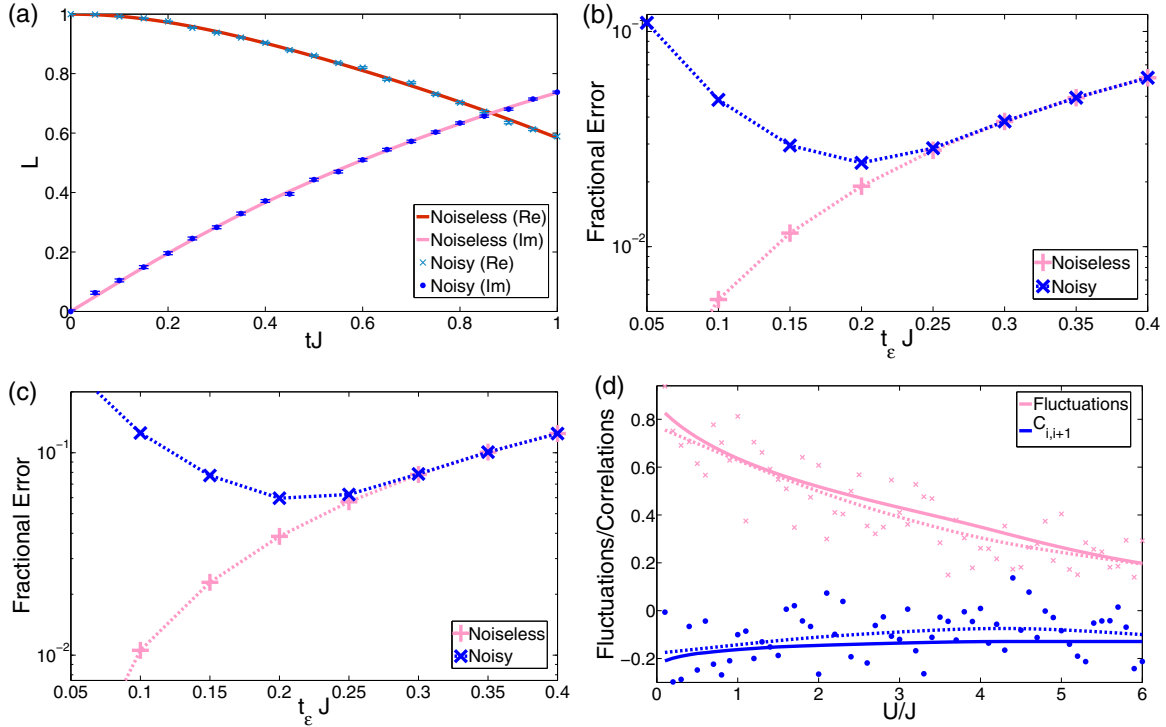 (a)
1
0.8
0.6
0.4
0.2
0
L
0 0.2 0.4 0.6 0.8 1
tJ
Noiseless (Re)
Noiseless (Im)
Noisy (Re)
Noisy (Im)
(b)
10⁻¹
10⁻²
Fractional Error
0.05 0.1 0.15 0.2 0.25 0.3 0.35 0.4
t_ε J
Noiseless
Noisy
(c)
10⁻¹
10⁻²
Fractional Error
0.05 0.1 0.15 0.2 0.25 0.3 0.35 0.4
t_ε J
Noiseless
Noisy
(d)
0.8
0.6
0.4
0.2
0
−0.2
Fluctuations/Correlations
0 1 2 3 4 5 6
U/J
Fluctuations
C_{i,i+1}